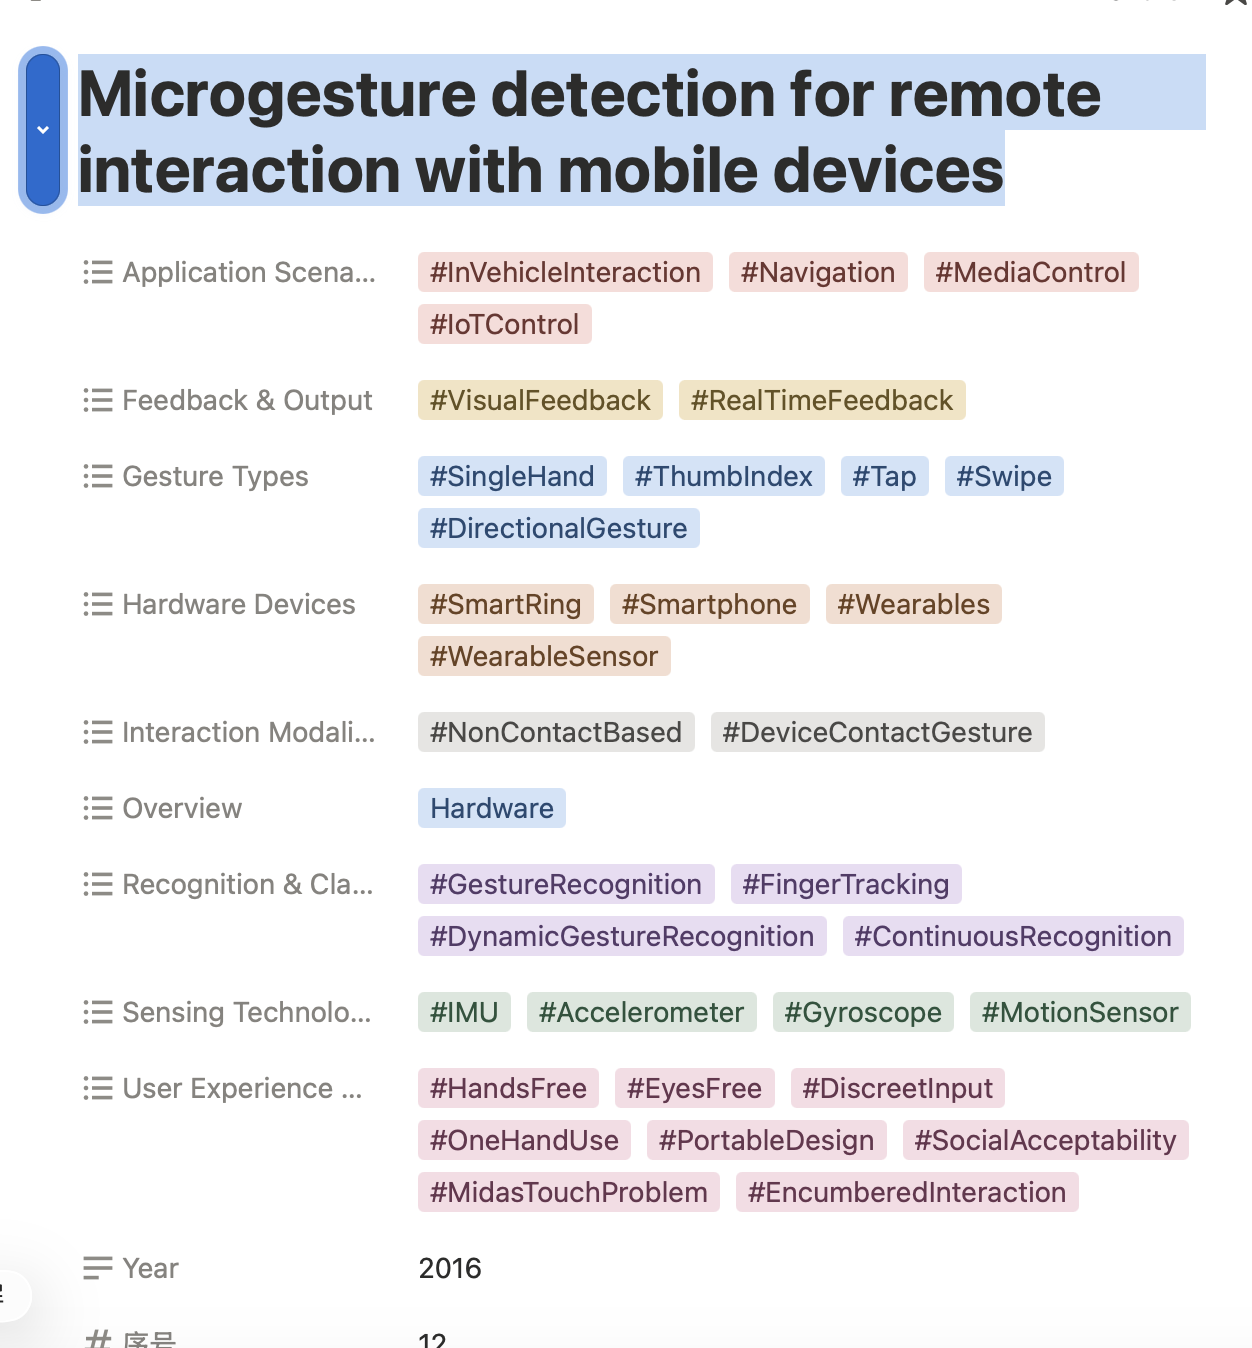 Microgesture detection for remote
interaction with mobile devices
Application Scena... #InVehicleInteraction #Navigation #MediaControl
#IoTControl
Feedback & Output #VisualFeedback #RealTimeFeedback
Gesture Types #SingleHand #ThumbIndex #Tap #Swipe
#DirectionalGesture
Hardware Devices #SmartRing #Smartphone #Wearables
#WearableSensor
Interaction Modali... #NonContactBased #DeviceContactGesture
Overview Hardware
Recognition & Cla... #GestureRecognition #FingerTracking
#DynamicGestureRecognition #ContinuousRecognition
Sensing Technolo... #IMU #Accelerometer #Gyroscope #MotionSensor
User Experience ... #HandsFree #EyesFree #DiscreetInput
#OneHandUse #PortableDesign #SocialAcceptability
#MidasTouchProblem #EncumberedInteraction
Year 2016
序号 12